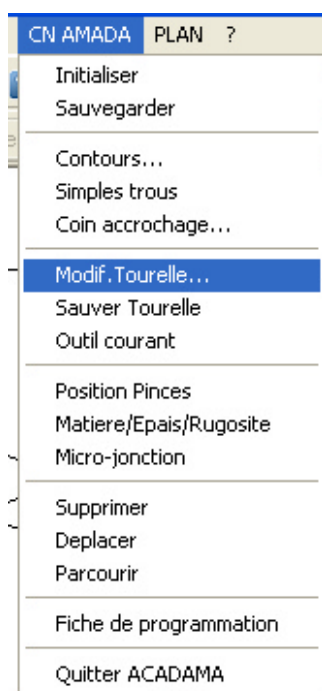 CN AMADA PLAN ?
Initialiser
Sauvegarder
Contours...
Simples trous
Coin accrochage...
Modif.Tourelle...
Sauver Tourelle
Outil courant
Position Pinces
Matiere/Epais/Rugosite
Micro-jonction
Supprimer
Deplacer
Parcourir
Fiche de programmation
Quitter ACADAMA